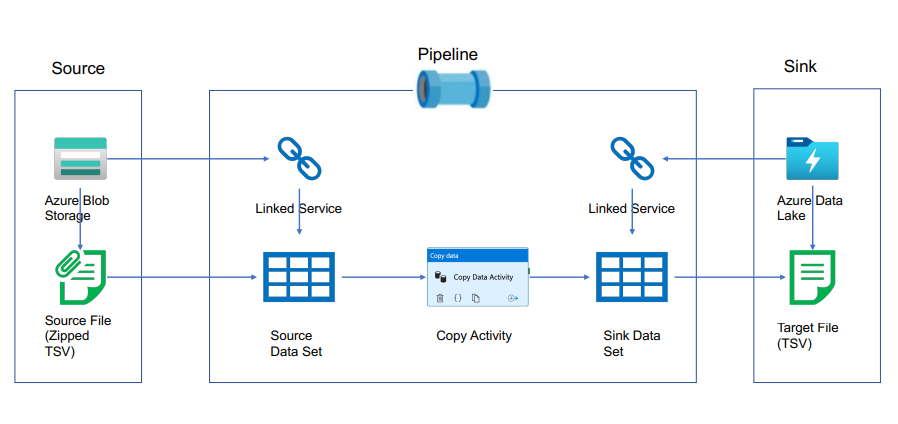 Source
Pipeline
Sink
Azure Blob
Storage
Linked Service
Linked Service
Azure Data
Lake
Copy data
Copy Data Activity
Source File
(Zipped
TSV)
Source
Data Set
Copy Activity
Sink Data
Set
Target File
(TSV)